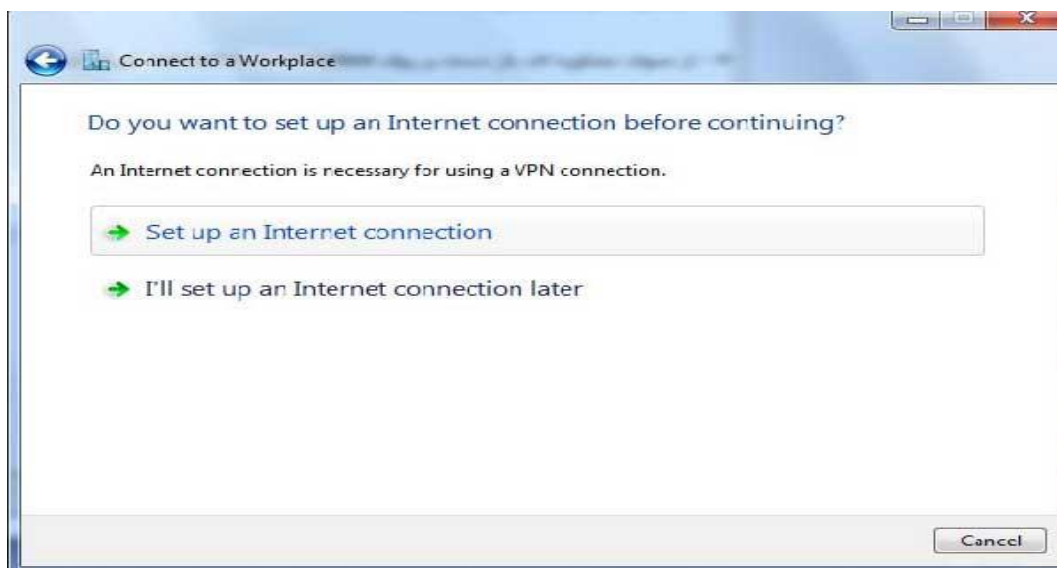 Connect to a Workplace
Do you want to set up an Internet connection before continuing?
An Internet connection is necessary for using a VPN connection.
Set up an Internet connection
I'll set up an Internet connection later
Cancel